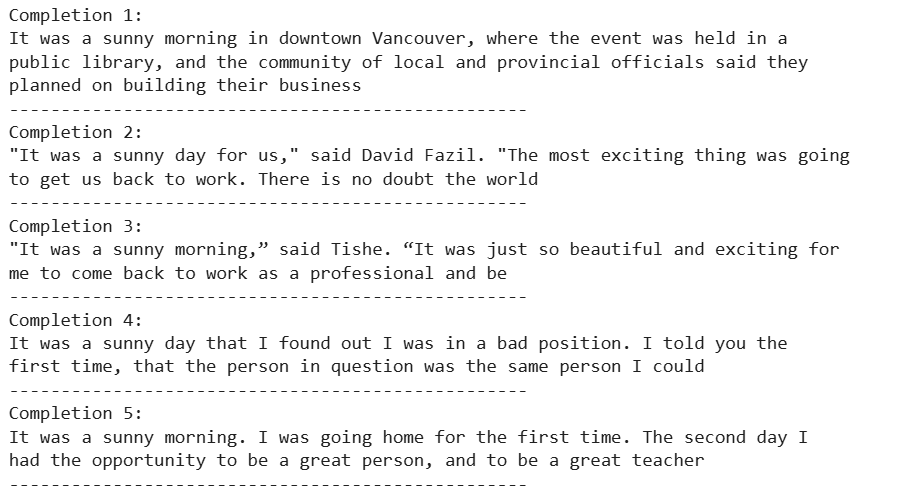 Completion 1:
It was a sunny morning in downtown Vancouver, where the event was held in a
public library, and the community of local and provincial officials said they
planned on building their business
--------------------------------------------------
Completion 2:
"It was a sunny day for us," said David Fazil. "The most exciting thing was going
to get us back to work. There is no doubt the world
--------------------------------------------------
Completion 3:
"It was a sunny morning,” said Tishe. “It was just so beautiful and exciting for
me to come back to work as a professional and be
--------------------------------------------------
Completion 4:
It was a sunny day that I found out I was in a bad position. I told you the
first time, that the person in question was the same person I could
--------------------------------------------------
Completion 5:
It was a sunny morning. I was going home for the first time. The second day I
had the opportunity to be a great person, and to be a great teacher
--------------------------------------------------